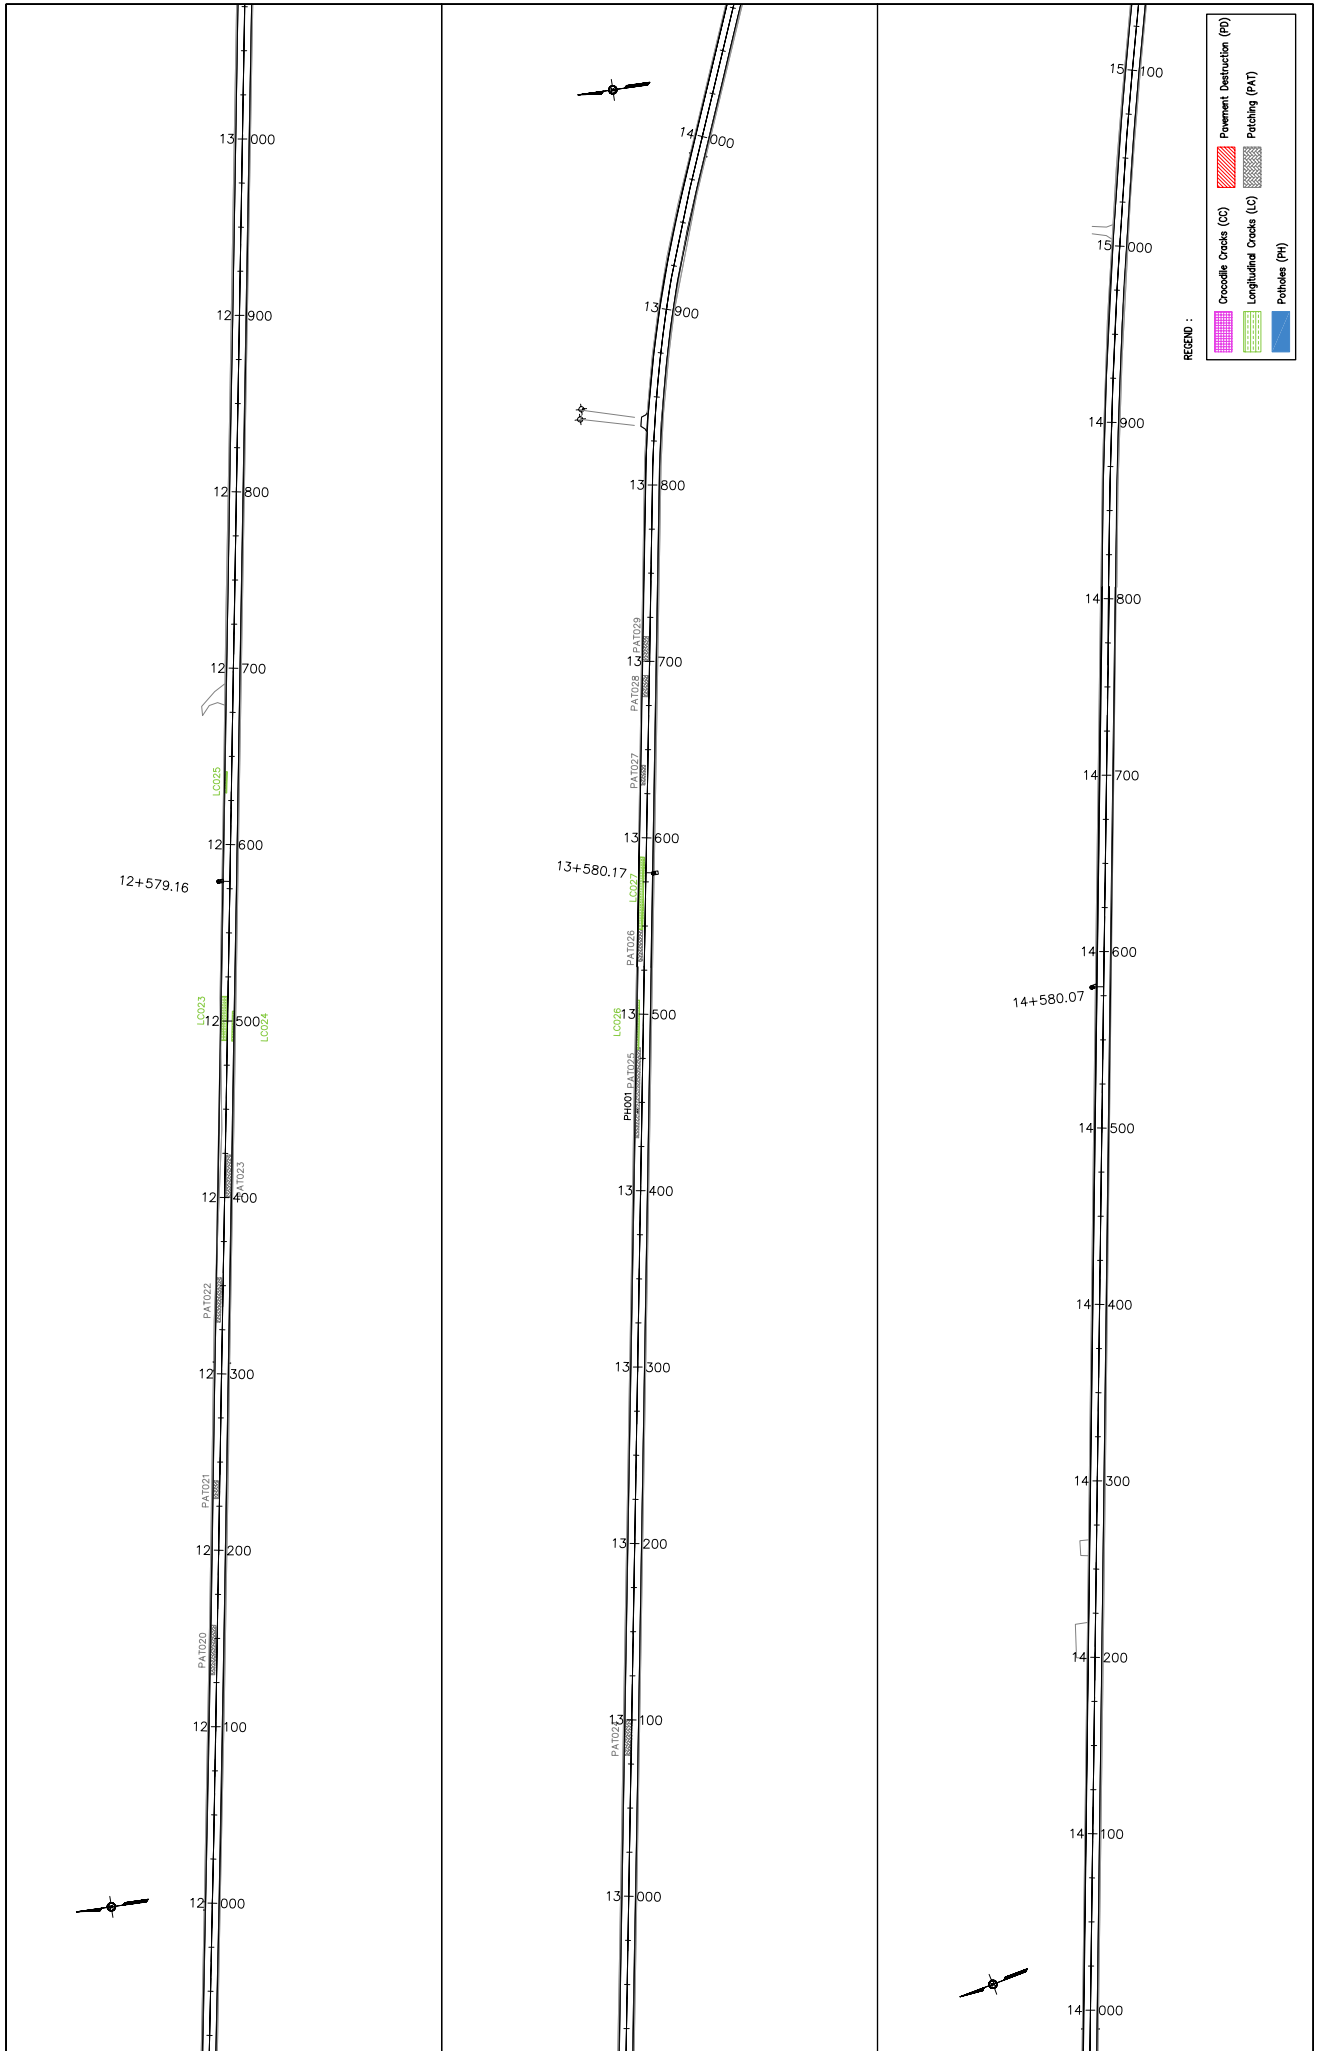 13 000
12 900
12 800
12 700
LC025
12 600
12+579.16
LC023
12 500
LC024
PAT023
12 400
PAT022
12 300
PAT021
12 200
PAT020
12 100
12 000
14 000
13 900
13 800
PAT029
13 700
PAT028
PAT027
13 600
13+580.17
LC027
PAT026
13 500
LC026
PAT025
PH001
13 400
13 300
13 200
13 100
PAT024
13 000
15 100
15 000
14 900
14 800
14 700
14 600
14+580.07
14 500
14 400
14 300
14 200
14 100
14 000
REGEND :
Crocodile Cracks (CC)
Pavement Destruction (PD)
Longitudinal Cracks (LC)
Patching (PAT)
Potholes (PH)